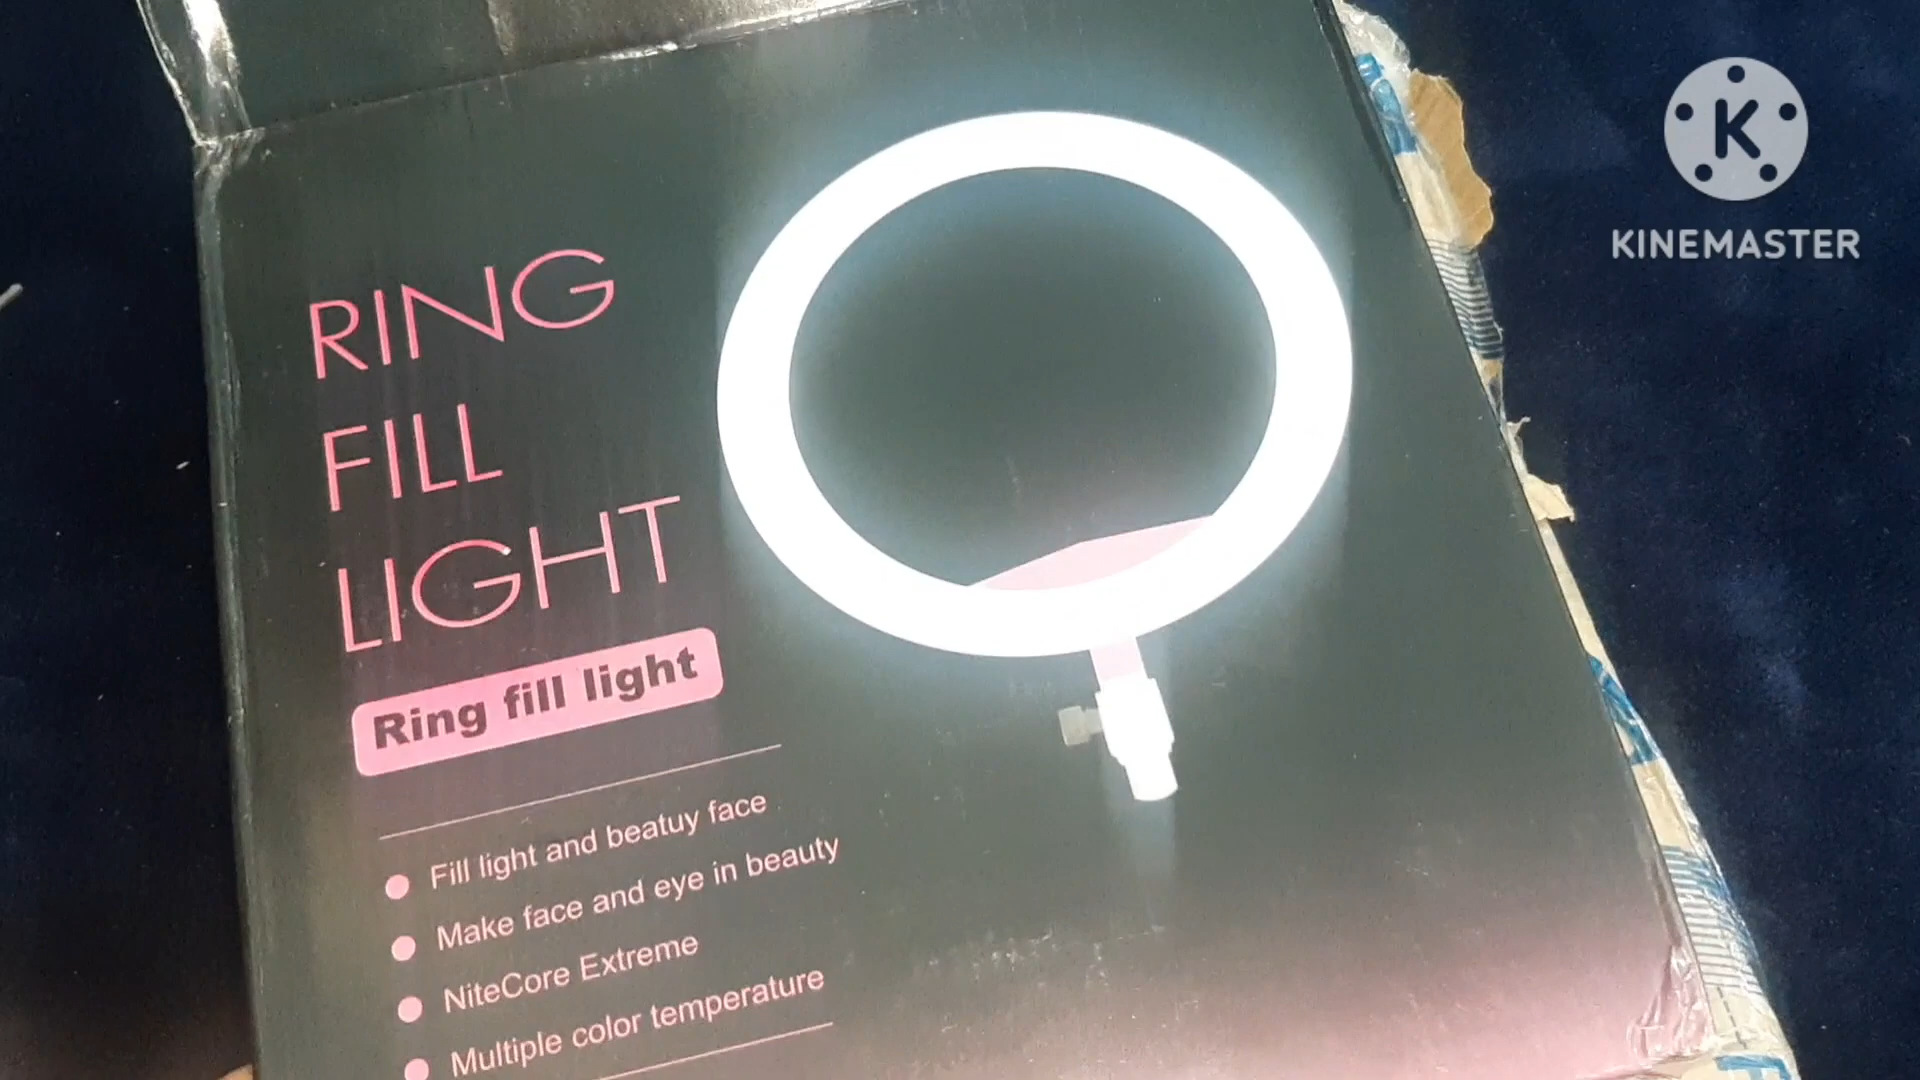 RING
FILL
LIGHT
Ring fill light
Fill light and beatuy face
Make face and eye in beauty
NiteCore Extreme
Multiple color temperature
K
KINEMASTER